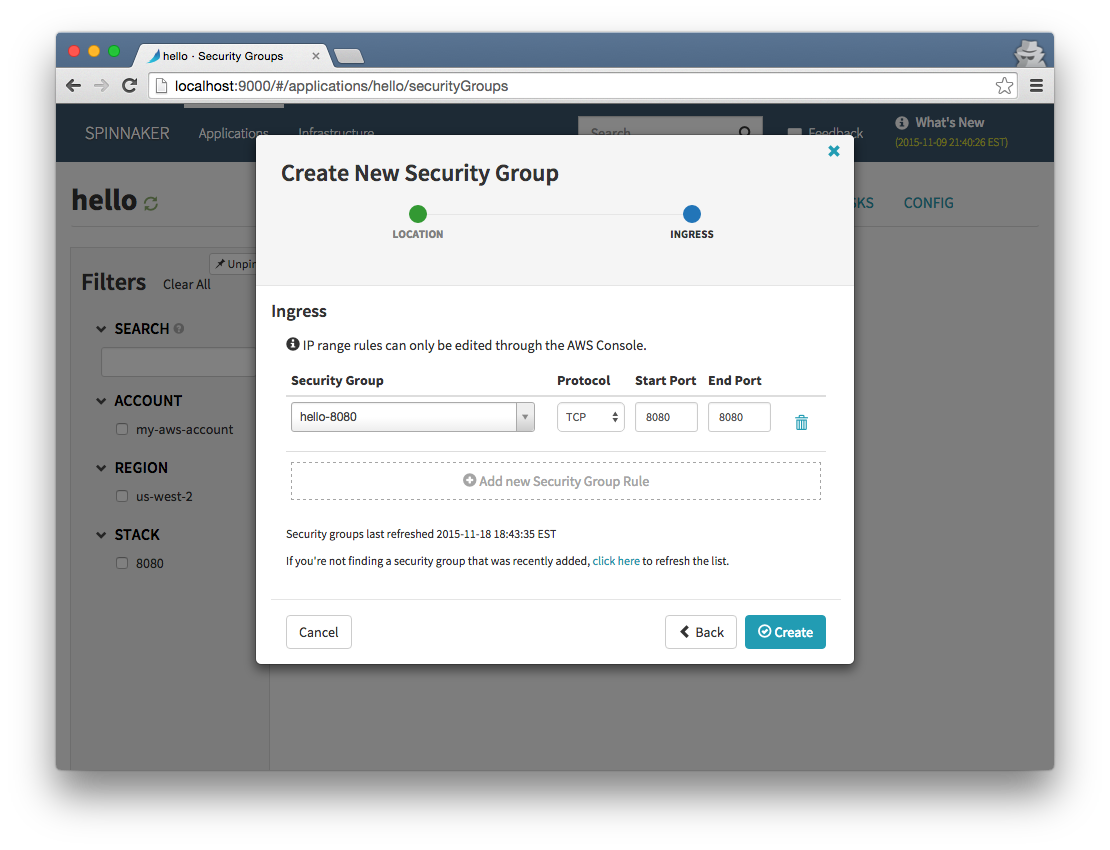 hello · Security Groups
localhost:9000/#/applications/hello/securityGroups
SPINNAKER Applications Infrastructure Search Feedback What's New
(2015-11-09 21:40:26 EST)
Create New Security Group
hello
CONFIG
LOCATION INGRESS
Unpin
Filters Clear All
SEARCH
ACCOUNT
my-aws-account
REGION
us-west-2
STACK
8080
Ingress
IP range rules can only be edited through the AWS Console.
Security Group Protocol Start Port End Port
hello-8080 TCP 8080 8080
Add new Security Group Rule
Security groups last refreshed 2015-11-18 18:43:35 EST
If you're not finding a security group that was recently added, click here to refresh the list.
Cancel Back Create